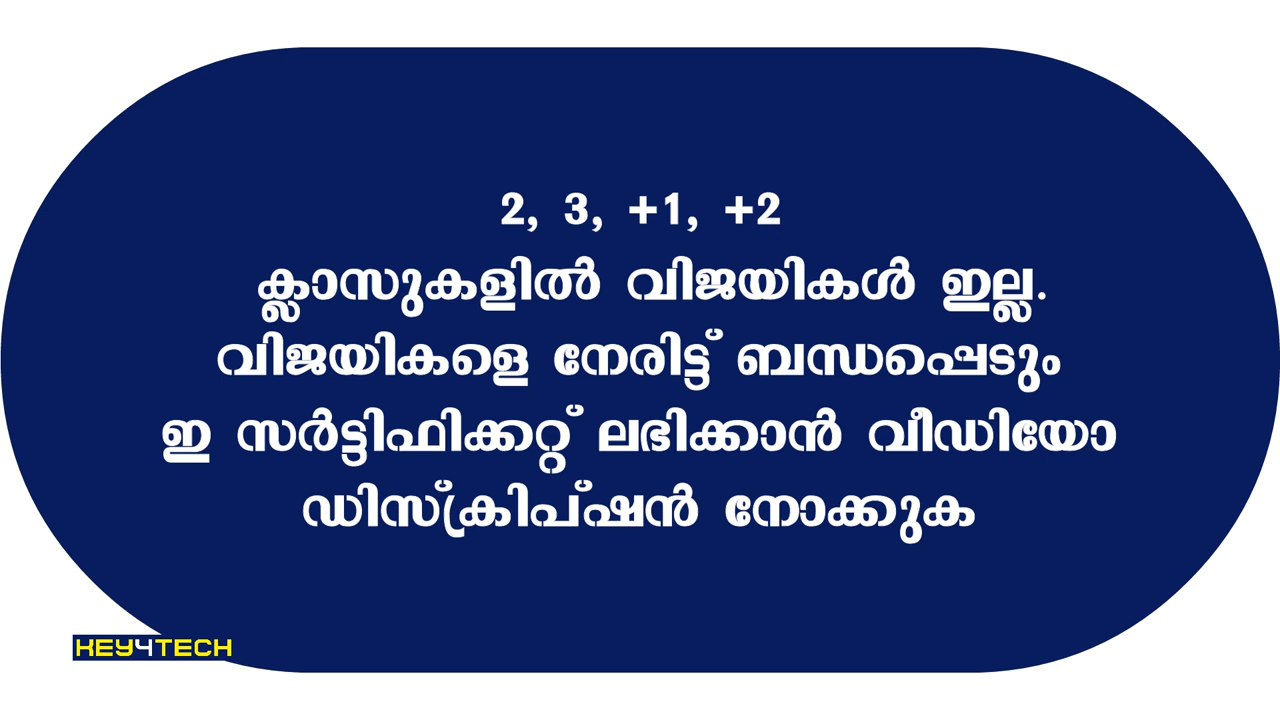 2, 3, +1, +2
ക്ലാസുകളിൽ വിജയികൾ ഇല്ല.
വിജയികളെ നേരിട്ട് ബന്ധപ്പെടും
ഇ സർട്ടിഫിക്കറ്റ് ലഭിക്കാൻ വീഡിയോ
ഡിസ്ക്രിപ്ഷൻ നോക്കുക
KEY4TECH